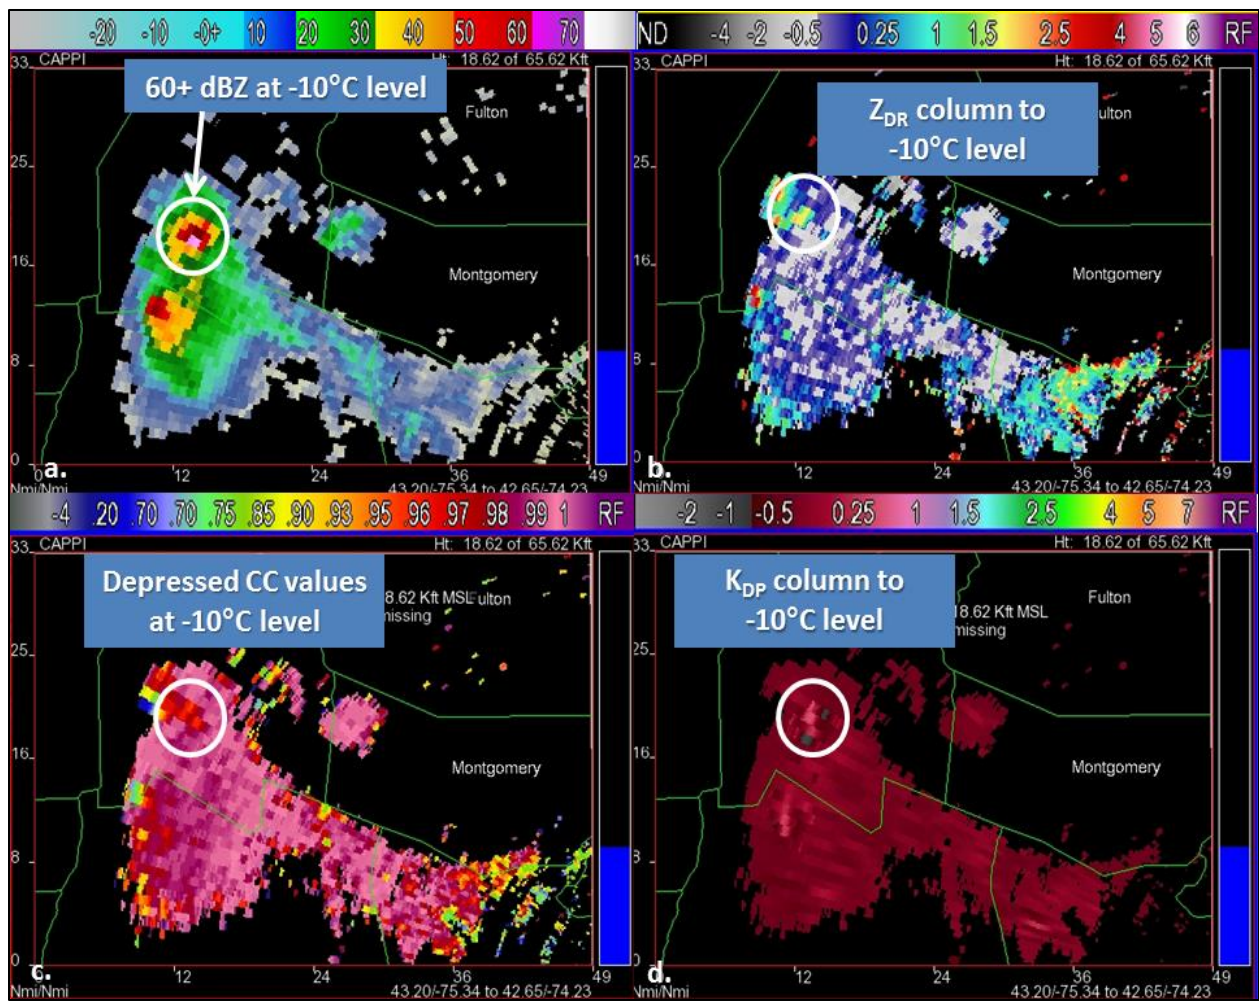 -20 -10 -0+ 10 20 30 40 50 60 70
CAPPI Ht: 18.62 of 65.62 Kft
33
60+ dBZ at -10°C level
Fulton
25
16
Montgomery
8
0
a.
0 12 24 36 49
Nmi/Nmi 43.20/-75.34 to 42.65/-74.23
ND -4 -2 -0.5 0.25 1 1.5 2.5 4 5 6 RF
CAPPI Ht: 18.62 of 65.62 Kft
33
ZDR column to
-10°C level
ulton
25
16
Montgomery
8
0
b.
12 24 36 49
Nmi/Nmi 43.20/-75.34 to 42.65/-74.23
-4 .20 .70 .70 .75 .85 .90 .93 .95 .96 .97 .98 .99 1 RF
CAPPI Ht: 18.62 of 65.62 Kft
33
Depressed CC values
at -10°C level
8.62 Kft MSL
Fulton
missing
25
16
Montgomery
8
0
c.
12 24 36 49
Nmi/Nmi 43.20/-75.34 to 42.65/-74.23
-2 -1 -0.5 0.25 1 1.5 2.5 4 5 7 RF
CAPPI Ht: 18.62 of 65.62 Kft
33
KDP column to
-10°C level
Fulton
18.62 Kft MSL
missing
25
16
Montgomery
8
0
d.
12 24 36 49
Nmi/Nmi 43.20/-75.34 to 42.65/-74.23